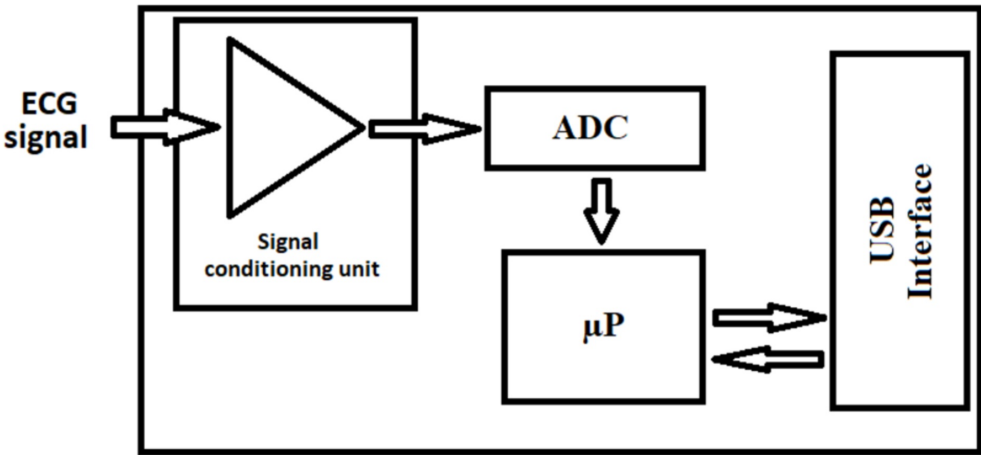 ECG
signal
Signal
conditioning unit
ADC
μP
USB
Interface